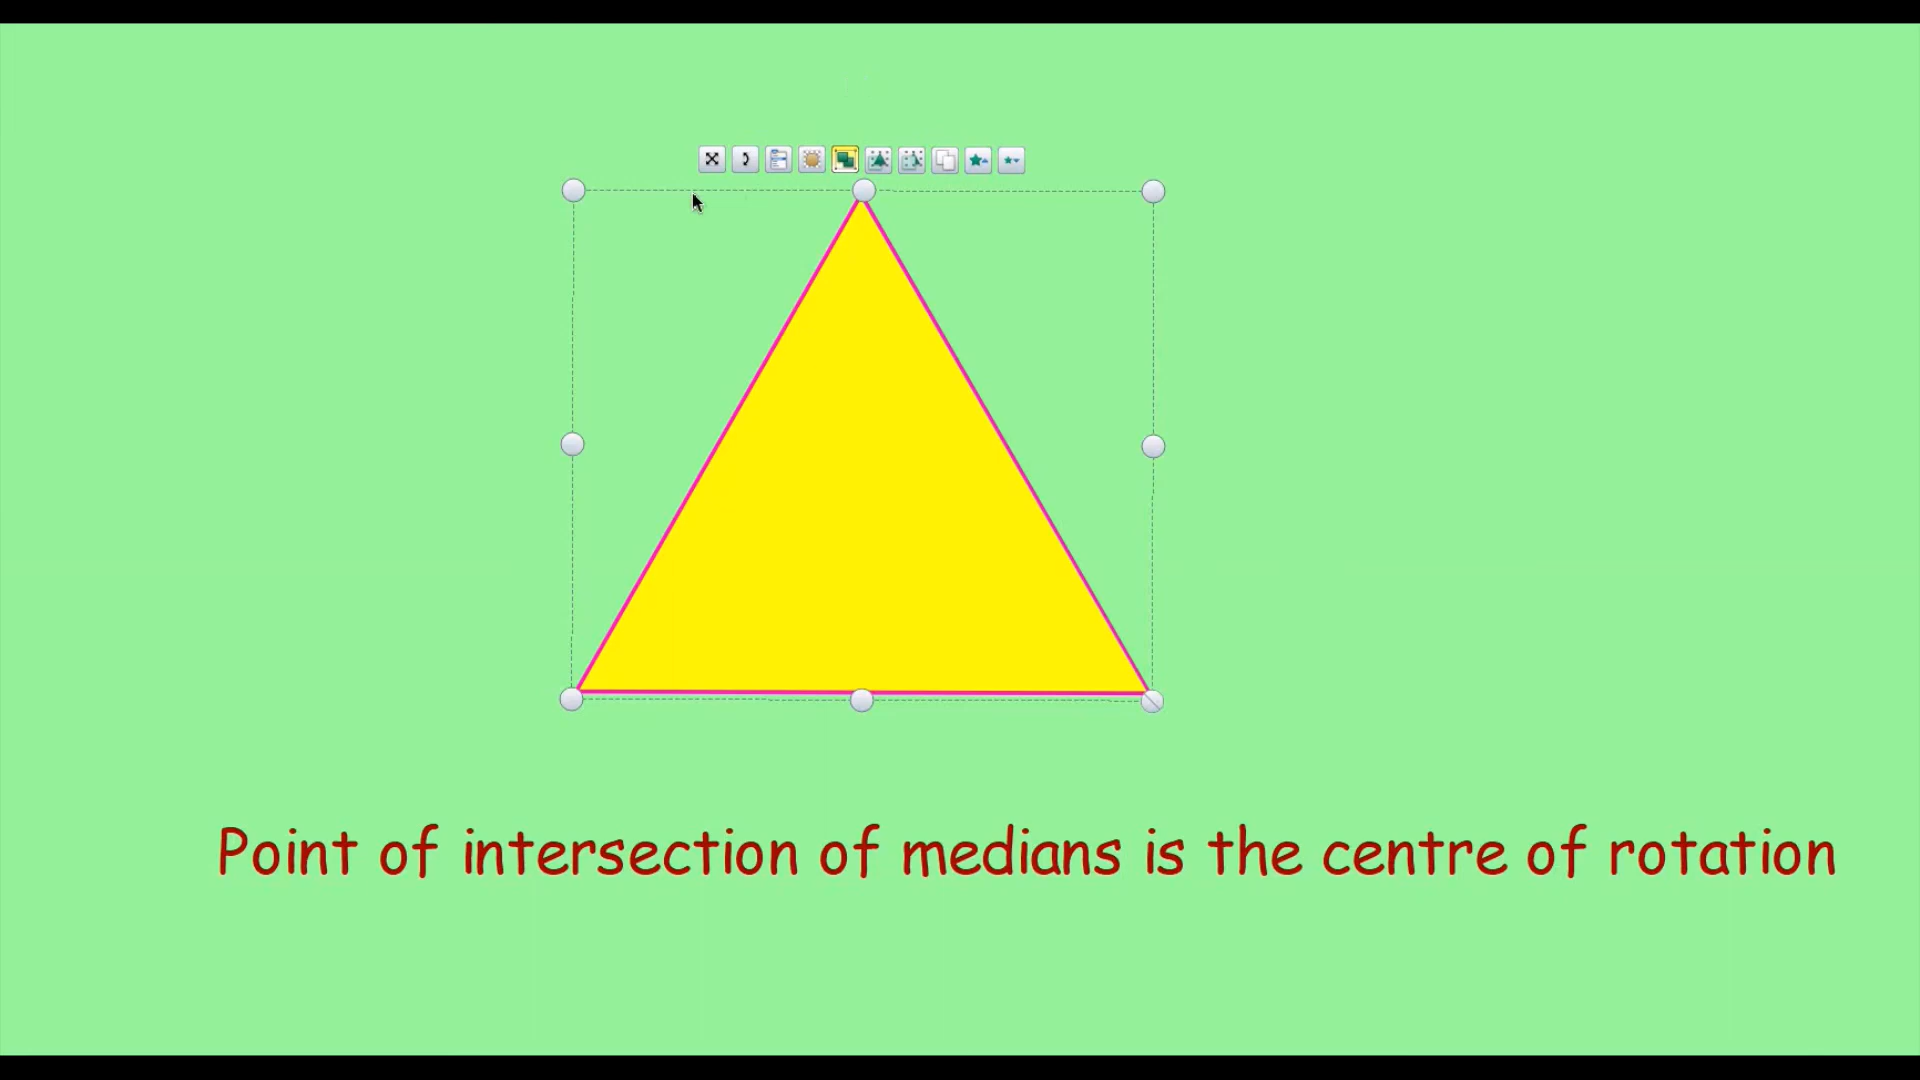 Point of intersection of medians is the centre of rotation